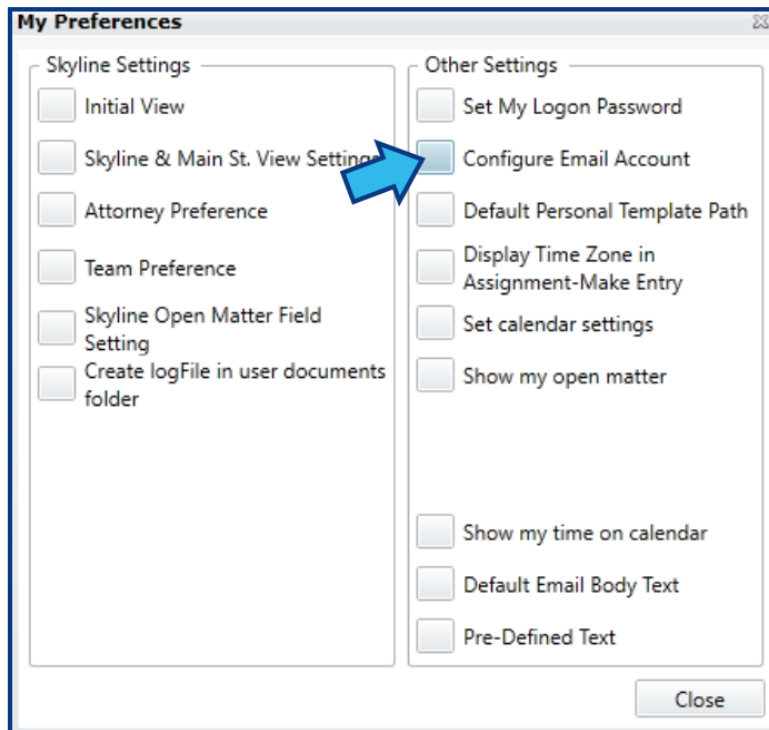 My Preferences
Skyline Settings
Initial View
Skyline & Main St. View Settings
Attorney Preference
Team Preference
Skyline Open Matter Field
Setting
Create logFile in user documents
folder
Other Settings
Set My Logon Password
Configure Email Account
Default Personal Template Path
Display Time Zone in
Assignment-Make Entry
Set calendar settings
Show my open matter
Show my time on calendar
Default Email Body Text
Pre-Defined Text
Close